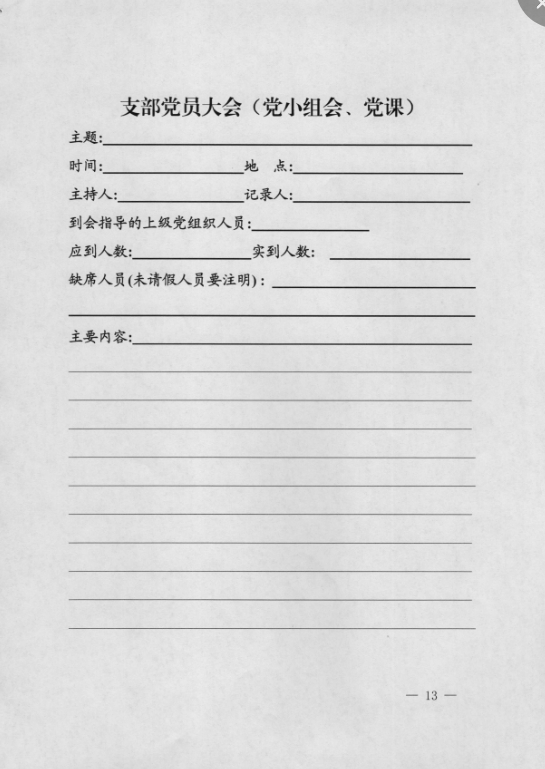 支部党员大会（党小组会、党课）
主题:
时间: 地 点:
主持人: 记录人:
到会指导的上级党组织人员:
应到人数: 实到人数:
缺席人员(未请假人员要注明):
主要内容:
— 13 —